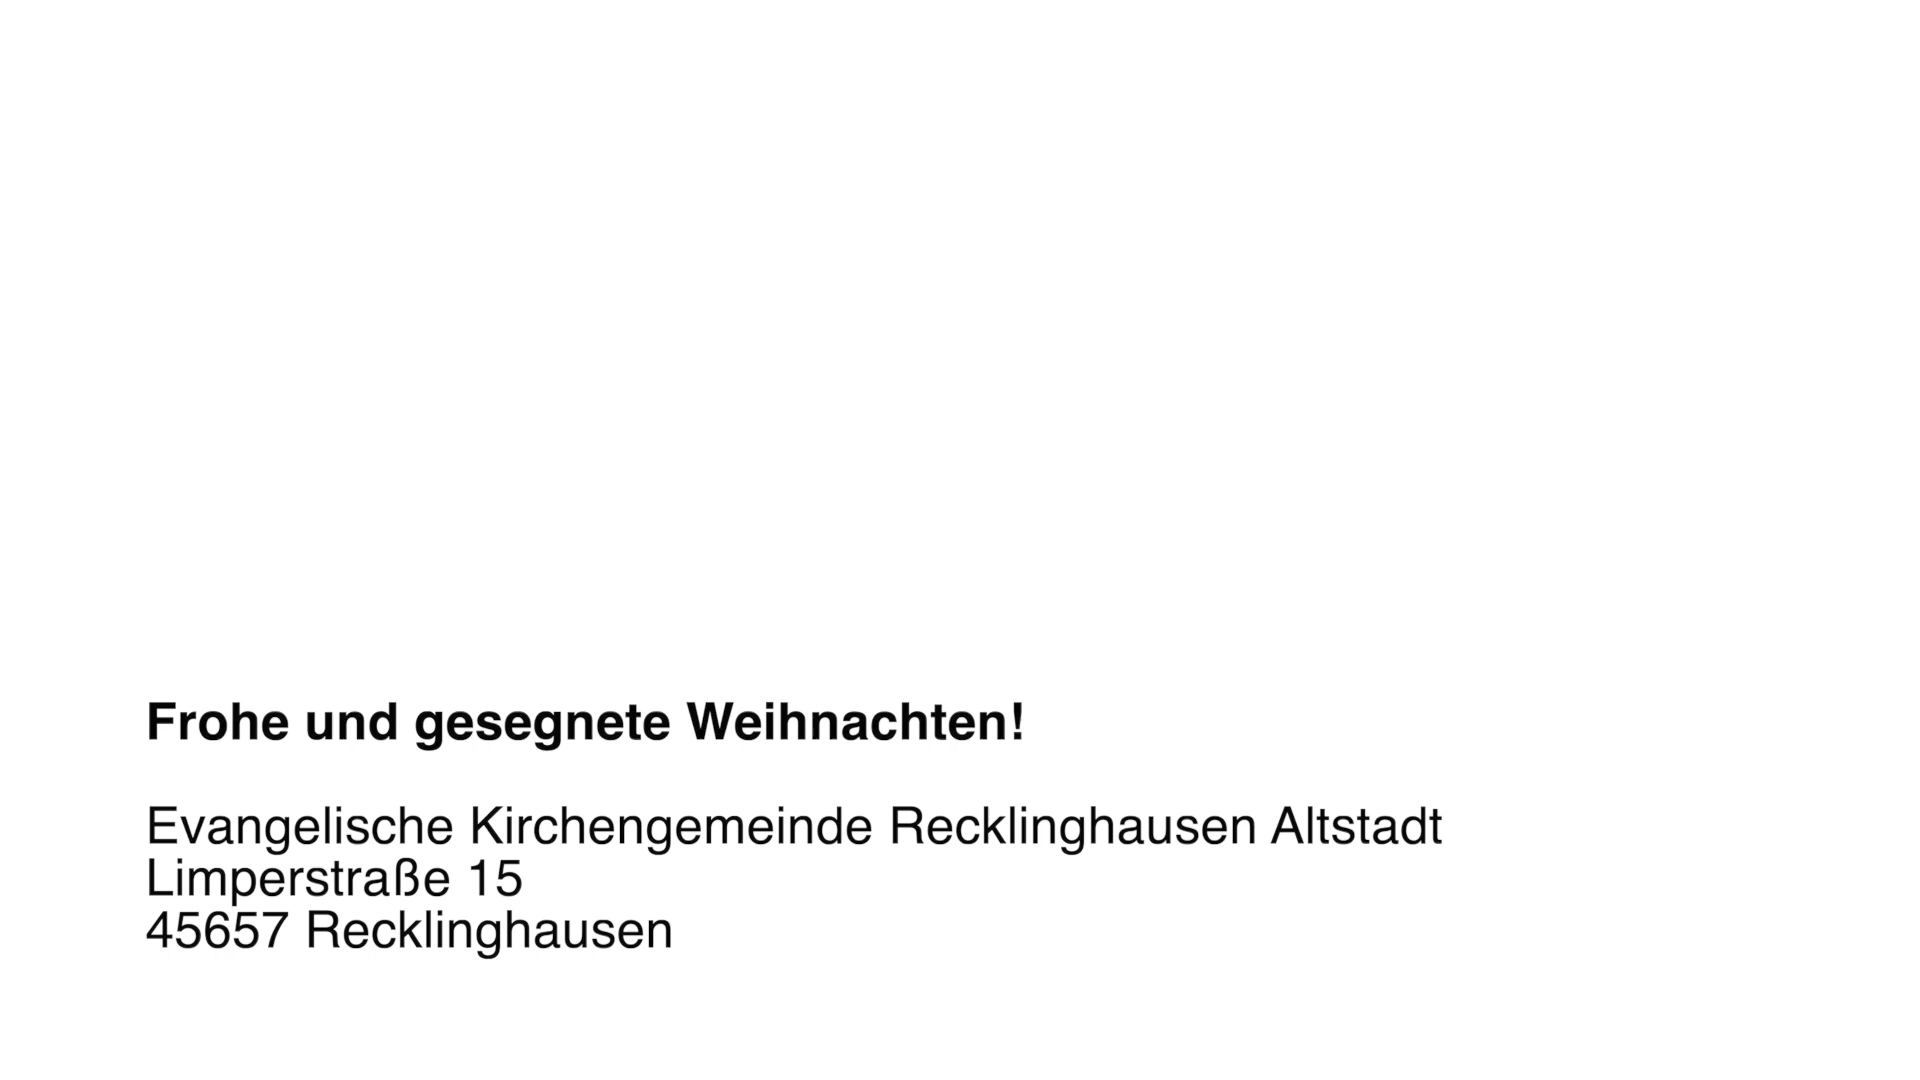 Frohe und gesegnete Weihnachten!
Evangelische Kirchengemeinde Recklinghausen Altstadt
Limperstraße 15
45657 Recklinghausen